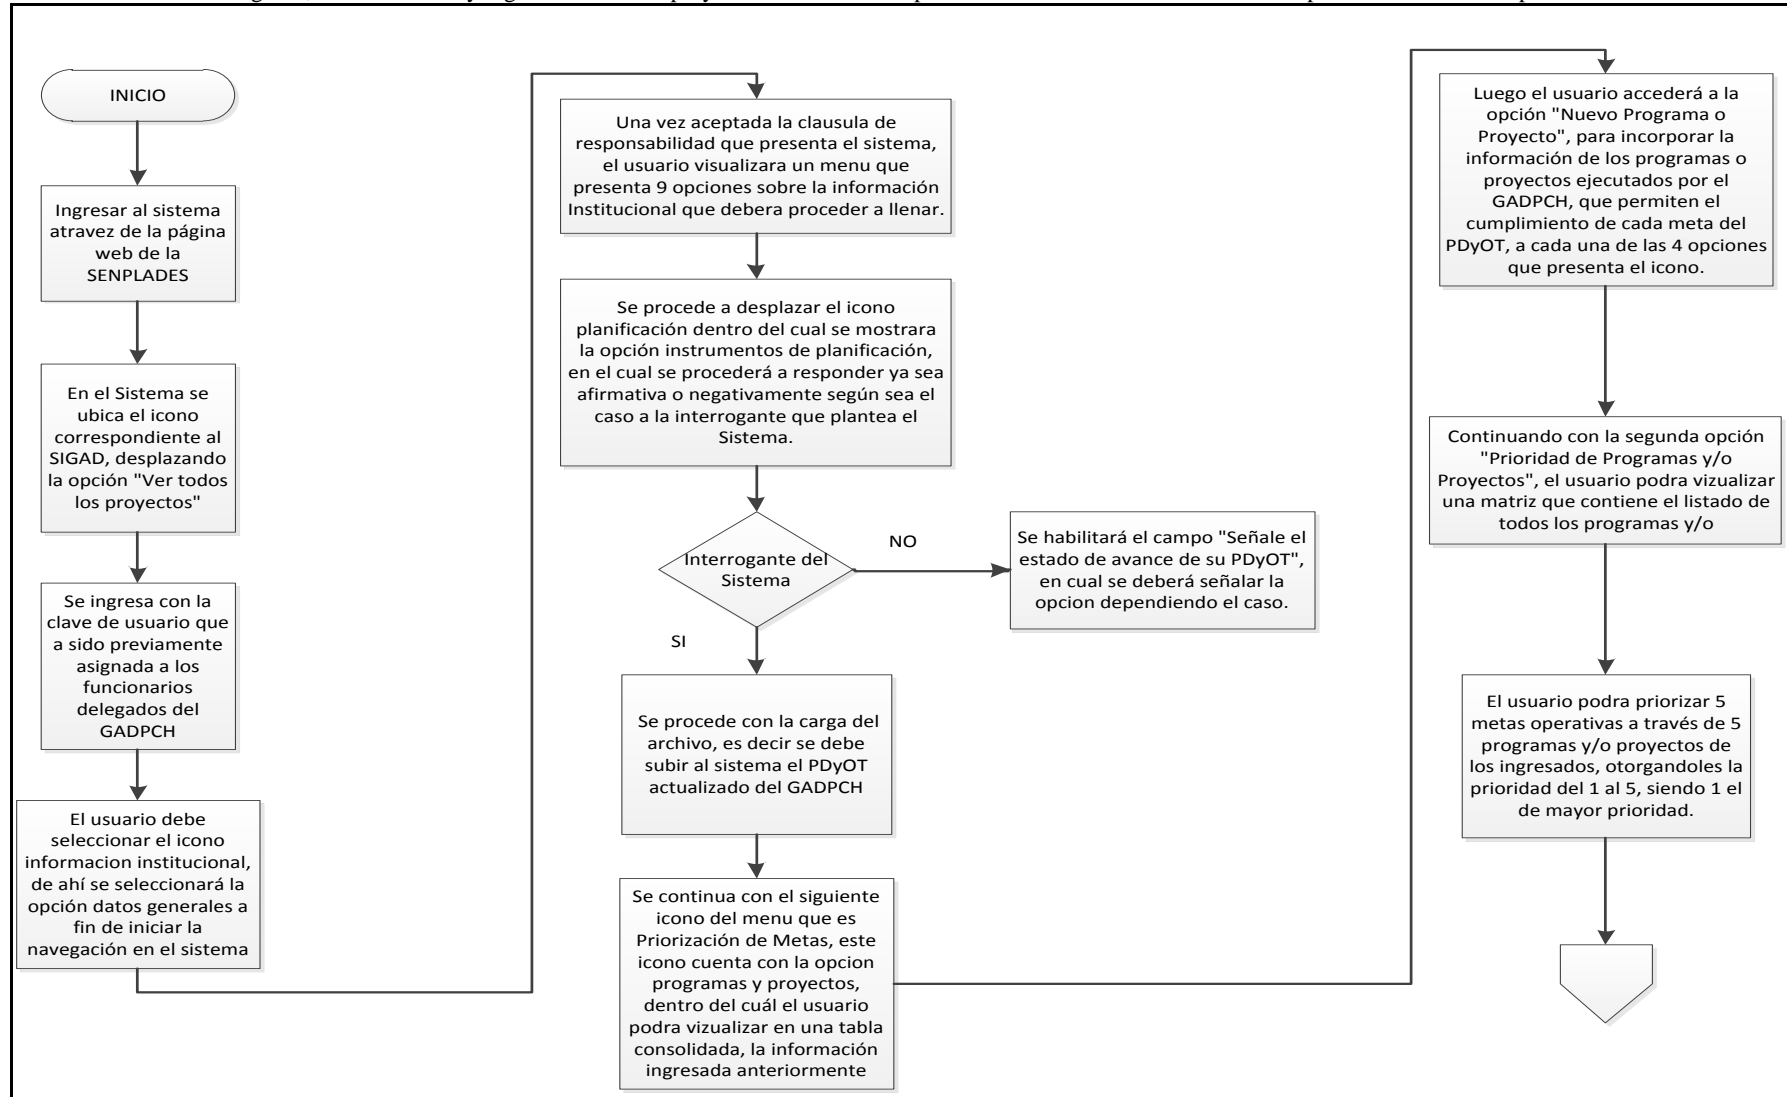 INICIO
Ingresar al sistema
atravez de la página
web de la
SENPLADES
En el Sistema se
ubica el icono
correspondiente al
SIGAD, desplazando
la opción "Ver todos
los proyectos"
Se ingresa con la
clave de usuario que
a sido previamente
asignada a los
funcionarios
delegados del
GADPCH
El usuario debe
seleccionar el icono
informacion institucional,
de ahí se seleccionará la
opción datos generales a
fin de iniciar la
navegación en el sistema
Una vez aceptada la clausula de
responsabilidad que presenta el sistema,
el usuario visualizara un menu que
presenta 9 opciones sobre la información
Institucional que debera proceder a llenar.
Se procede a desplazar el icono
planificación dentro del cual se mostrara
la opción instrumentos de planificación,
en el cual se procederá a responder ya sea
afirmativa o negativamente según sea el
caso a la interrogante que plantea el
Sistema.
Interrogante del
Sistema
NO
Se habilitará el campo "Señale el
estado de avance de su PDyOT",
en cual se deberá señalar la
opcion dependiendo el caso.
SI
Se procede con la carga del
archivo, es decir se debe
subir al sistema el PDyOT
actualizado del GADPCH
Se continua con el siguiente
icono del menu que es
Priorización de Metas, este
icono cuenta con la opcion
programas y proyectos,
dentro del cuál el usuario
podra vizualizar en una tabla
consolidada, la información
ingresada anteriormente
Luego el usuario accederá a la
opción "Nuevo Programa o
Proyecto", para incorporar la
información de los programas o
proyectos ejecutados por el
GADPCH, que permiten el
cumplimiento de cada meta del
PDyOT, a cada una de las 4 opciones
que presenta el icono.
Continuando con la segunda opción
"Prioridad de Programas y/o
Proyectos", el usuario podra vizualizar
una matriz que contiene el listado de
todos los programas y/o
El usuario podra priorizar 5
metas operativas a través de 5
programas y/o proyectos de
los ingresados, otorgandoles la
prioridad del 1 al 5, siendo 1 el
de mayor prioridad.